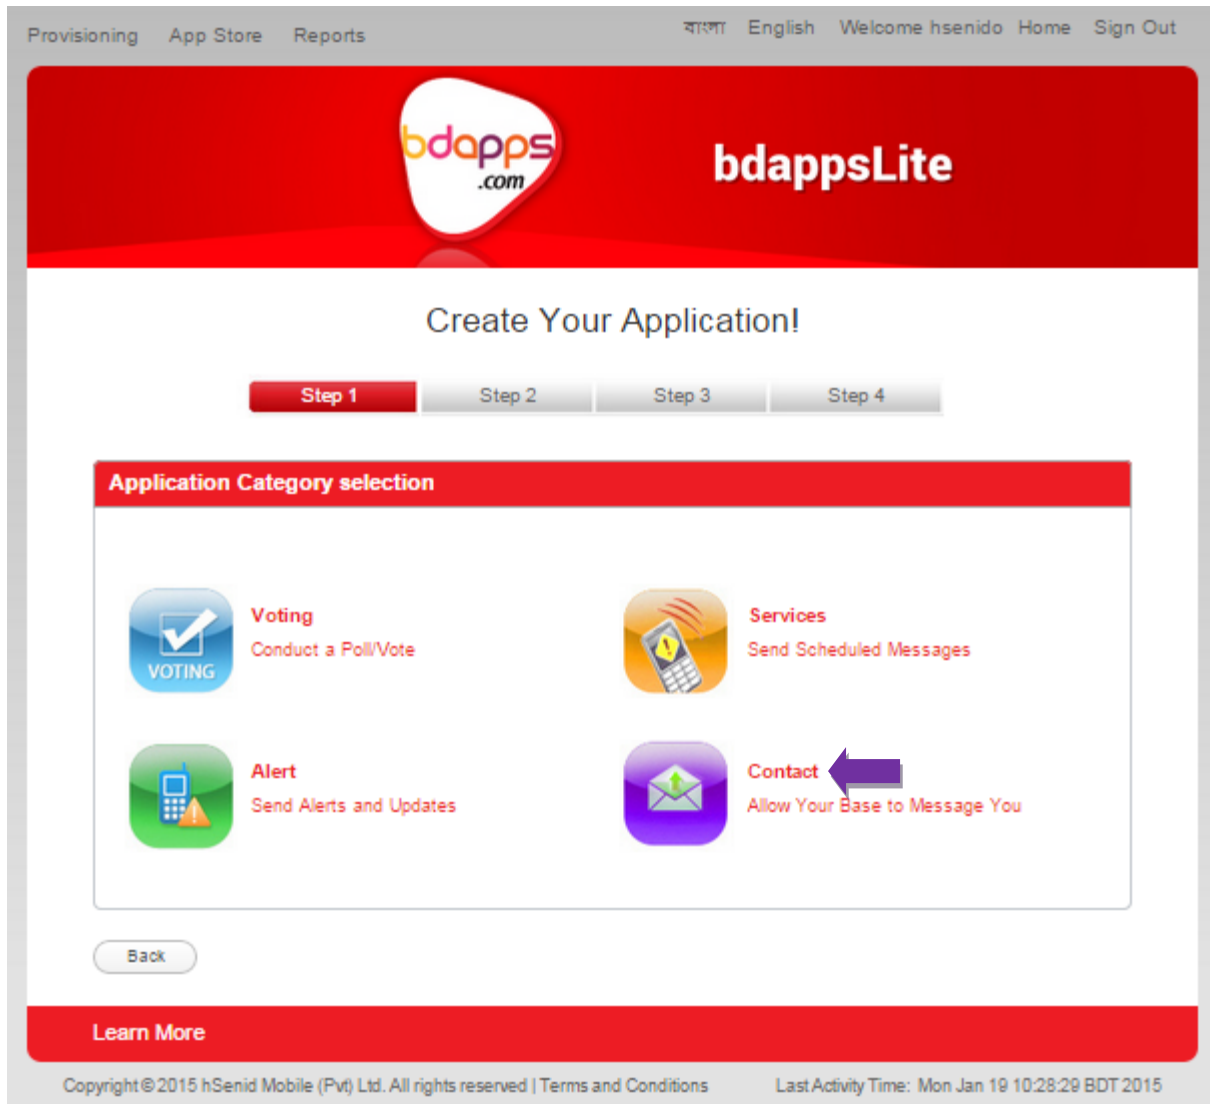 Provisioning App Store Reports বাংলা English Welcome hsenido Home Sign Out
bdapps
.com
bdappsLite
Create Your Application!
Step 1 Step 2 Step 3 Step 4
Application Category selection
VOTING
Voting
Conduct a Poll/Vote
Services
Send Scheduled Messages
Alert
Send Alerts and Updates
Contact
Allow Your Base to Message You
Back
Learn More
Copyright © 2015 hSenid Mobile (Pvt) Ltd. All rights reserved | Terms and Conditions Last Activity Time: Mon Jan 19 10:28:29 BDT 2015